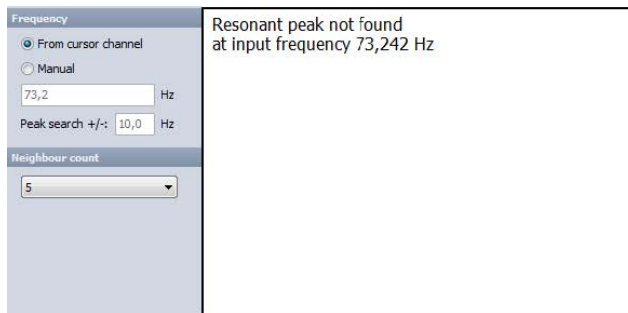 Frequency
From cursor channel
Manual
73,2 Hz
Peak search +/-: 10,0 Hz
Neighbour count
5
Resonant peak not found
at input frequency 73,242 Hz